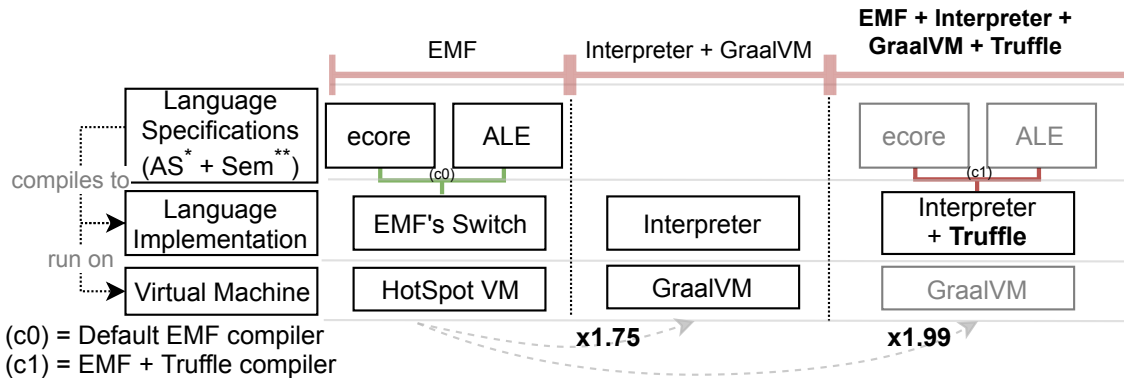 EMF
Interpreter + GraalVM
EMF + Interpreter +
GraalVM + Truffle
Language
Specifications
(AS* + Sem**)
ecore
ALE
ecore
ALE
(c0)
(c1)
compiles to
Language
Implementation
EMF's Switch
Interpreter
Interpreter
+ Truffle
run on
Virtual Machine
HotSpot VM
GraalVM
GraalVM
(c0) = Default EMF compiler
x1.75
x1.99
(c1) = EMF + Truffle compiler